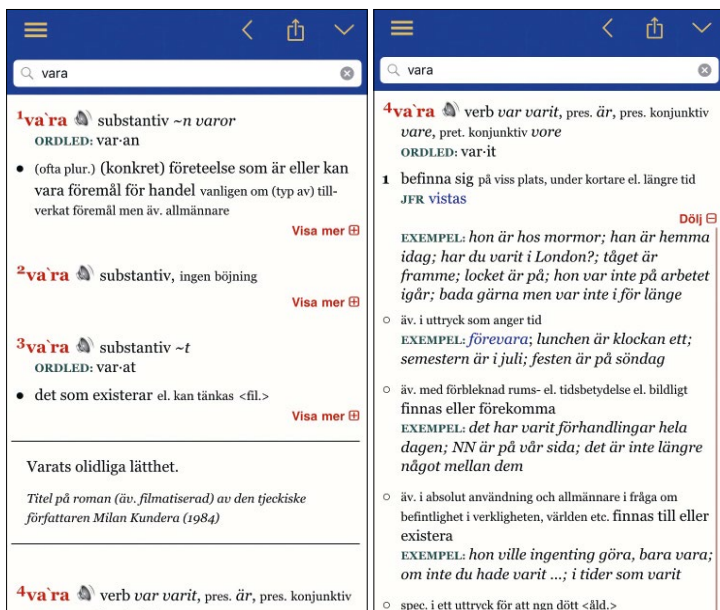 vara
¹va`ra substantiv ~n varor
ORDLED: var·an
• (ofta plur.) (konkret) företeelse som är eller kan
vara föremål för handel vanligen om (typ av) till-
verkat föremål men äv. allmännare
Visa mer
²va`ra substantiv, ingen böjning
Visa mer
³va`ra substantiv ~t
ORDLED: var·at
• det som existerar el. kan tänkas <fil.>
Visa mer
Varats olidliga lätthet.
Titel på roman (äv. filmatiserad) av den tjeckiske
författaren Milan Kundera (1984)
⁴va`ra verb var varit, pres. är, pres. konjunktiv
vara
⁴va`ra verb var varit, pres. är, pres. konjunktiv
vare, pret. konjunktiv vore
ORDLED: var·it
1 befinna sig på viss plats, under kortare el. längre tid
JFR vistas
Dölj
EXEMPEL: hon är hos mormor; han är hemma
idag; har du varit i London?; tåget är
framme; locket är på; hon var inte på arbetet
igår; bada gärna men var inte i för länge
○ äv. i uttryck som anger tid
EXEMPEL: förevara; lunchen är klockan ett;
semestern är i juli; festen är på söndag
○ äv. med förbleknad rums- el. tidsbetydelse el. bildligt
finnas eller förekomma
EXEMPEL: det har varit förhandlingar hela
dagen; NN är på vår sida; det är inte längre
något mellan dem
○ äv. i absolut användning och allmännare i fråga om
befintlighet i verkligheten, världen etc. finnas till eller
existera
EXEMPEL: hon ville ingenting göra, bara vara;
om inte du hade varit ...; i tider som varit
○ spec. i ett uttryck för att ngn dött <åld.>